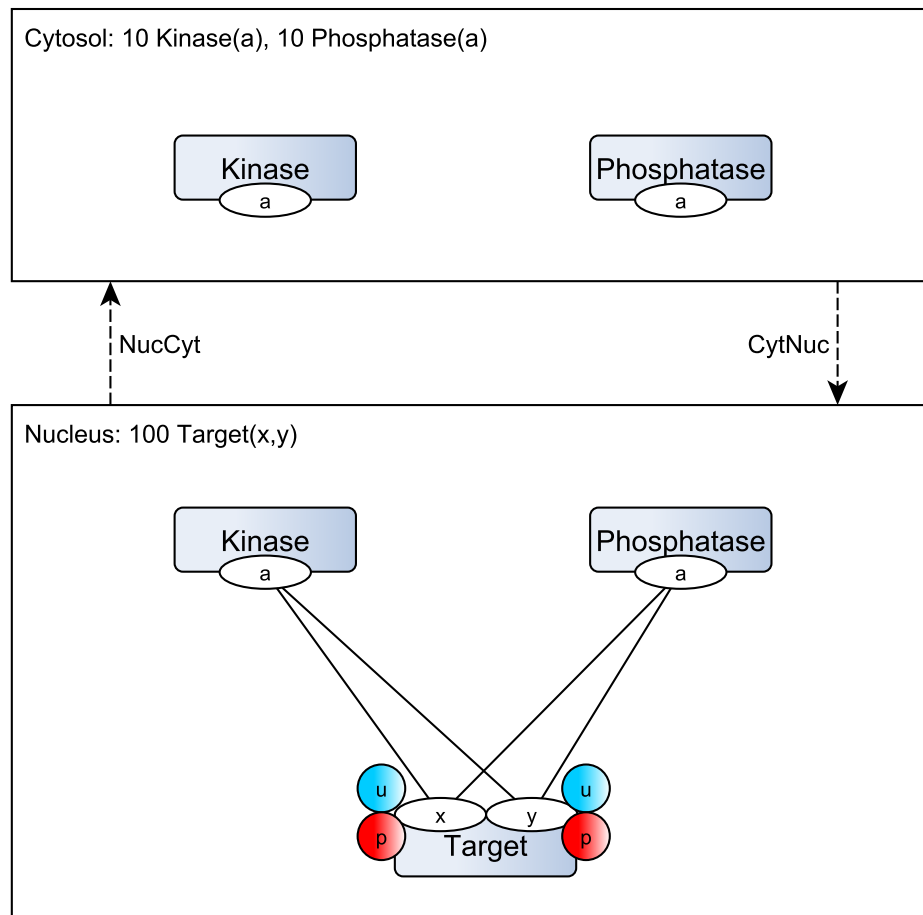 Cytosol: 10 Kinase(a), 10 Phosphatase(a)
Kinase
Phosphatase
a
a
NucCyt
CytNuc
Nucleus: 100 Target(x,y)
Kinase
Phosphatase
a
a
u
u
x
y
p
p
Target